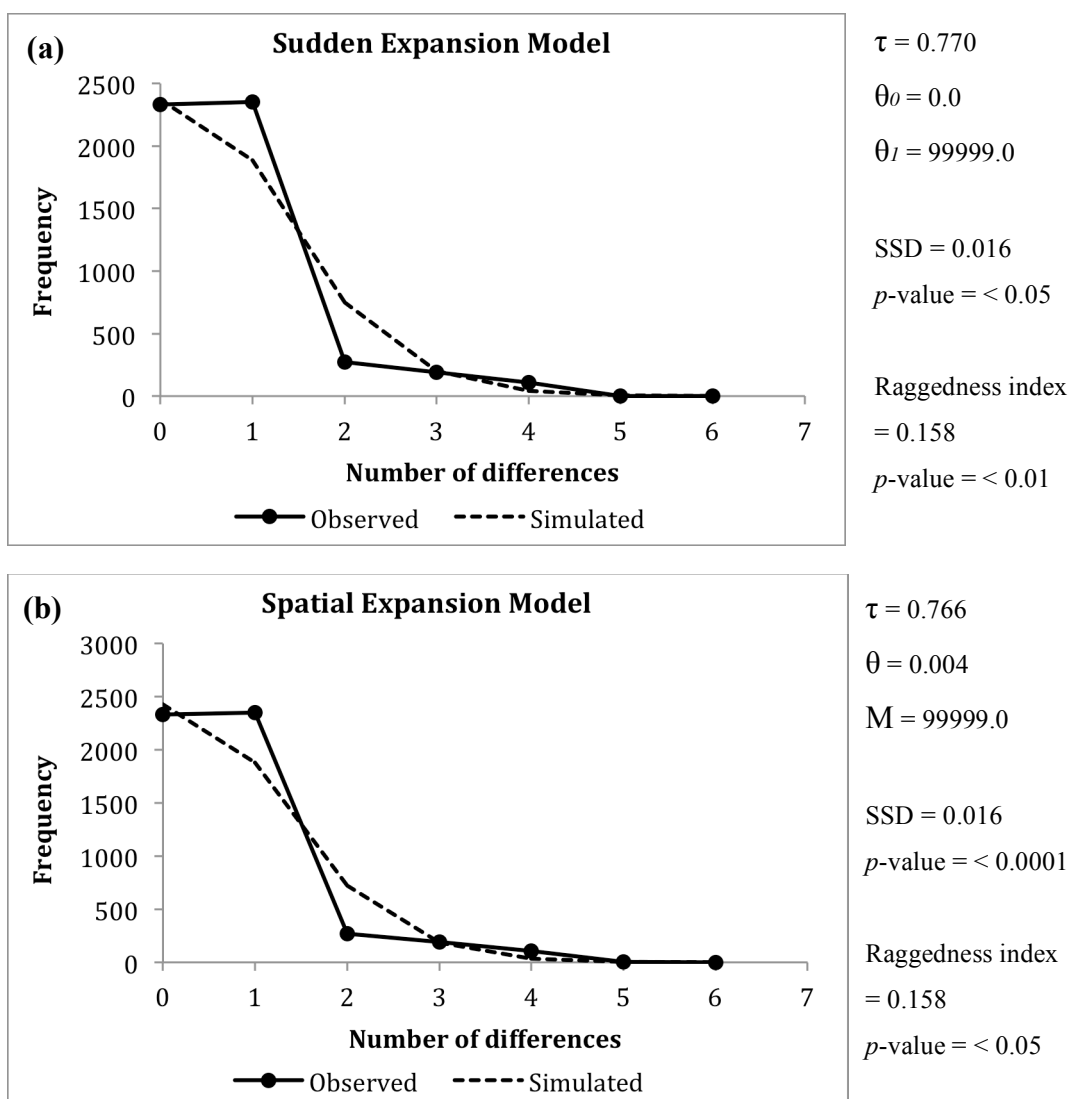 (a)
Sudden Expansion Model
2500
2000
1500
1000
500
0
Frequency
0 1 2 3 4 5 6 7
Number of differences
Observed Simulated
τ = 0.770
θ0 = 0.0
θ1 = 99999.0
SSD = 0.016
p-value = < 0.05
Raggedness index
= 0.158
p-value = < 0.01
(b)
Spatial Expansion Model
3000
2500
2000
1500
1000
500
0
Frequency
0 1 2 3 4 5 6 7
Number of differences
Observed Simulated
τ = 0.766
θ = 0.004
M = 99999.0
SSD = 0.016
p-value = < 0.0001
Raggedness index
= 0.158
p-value = < 0.05